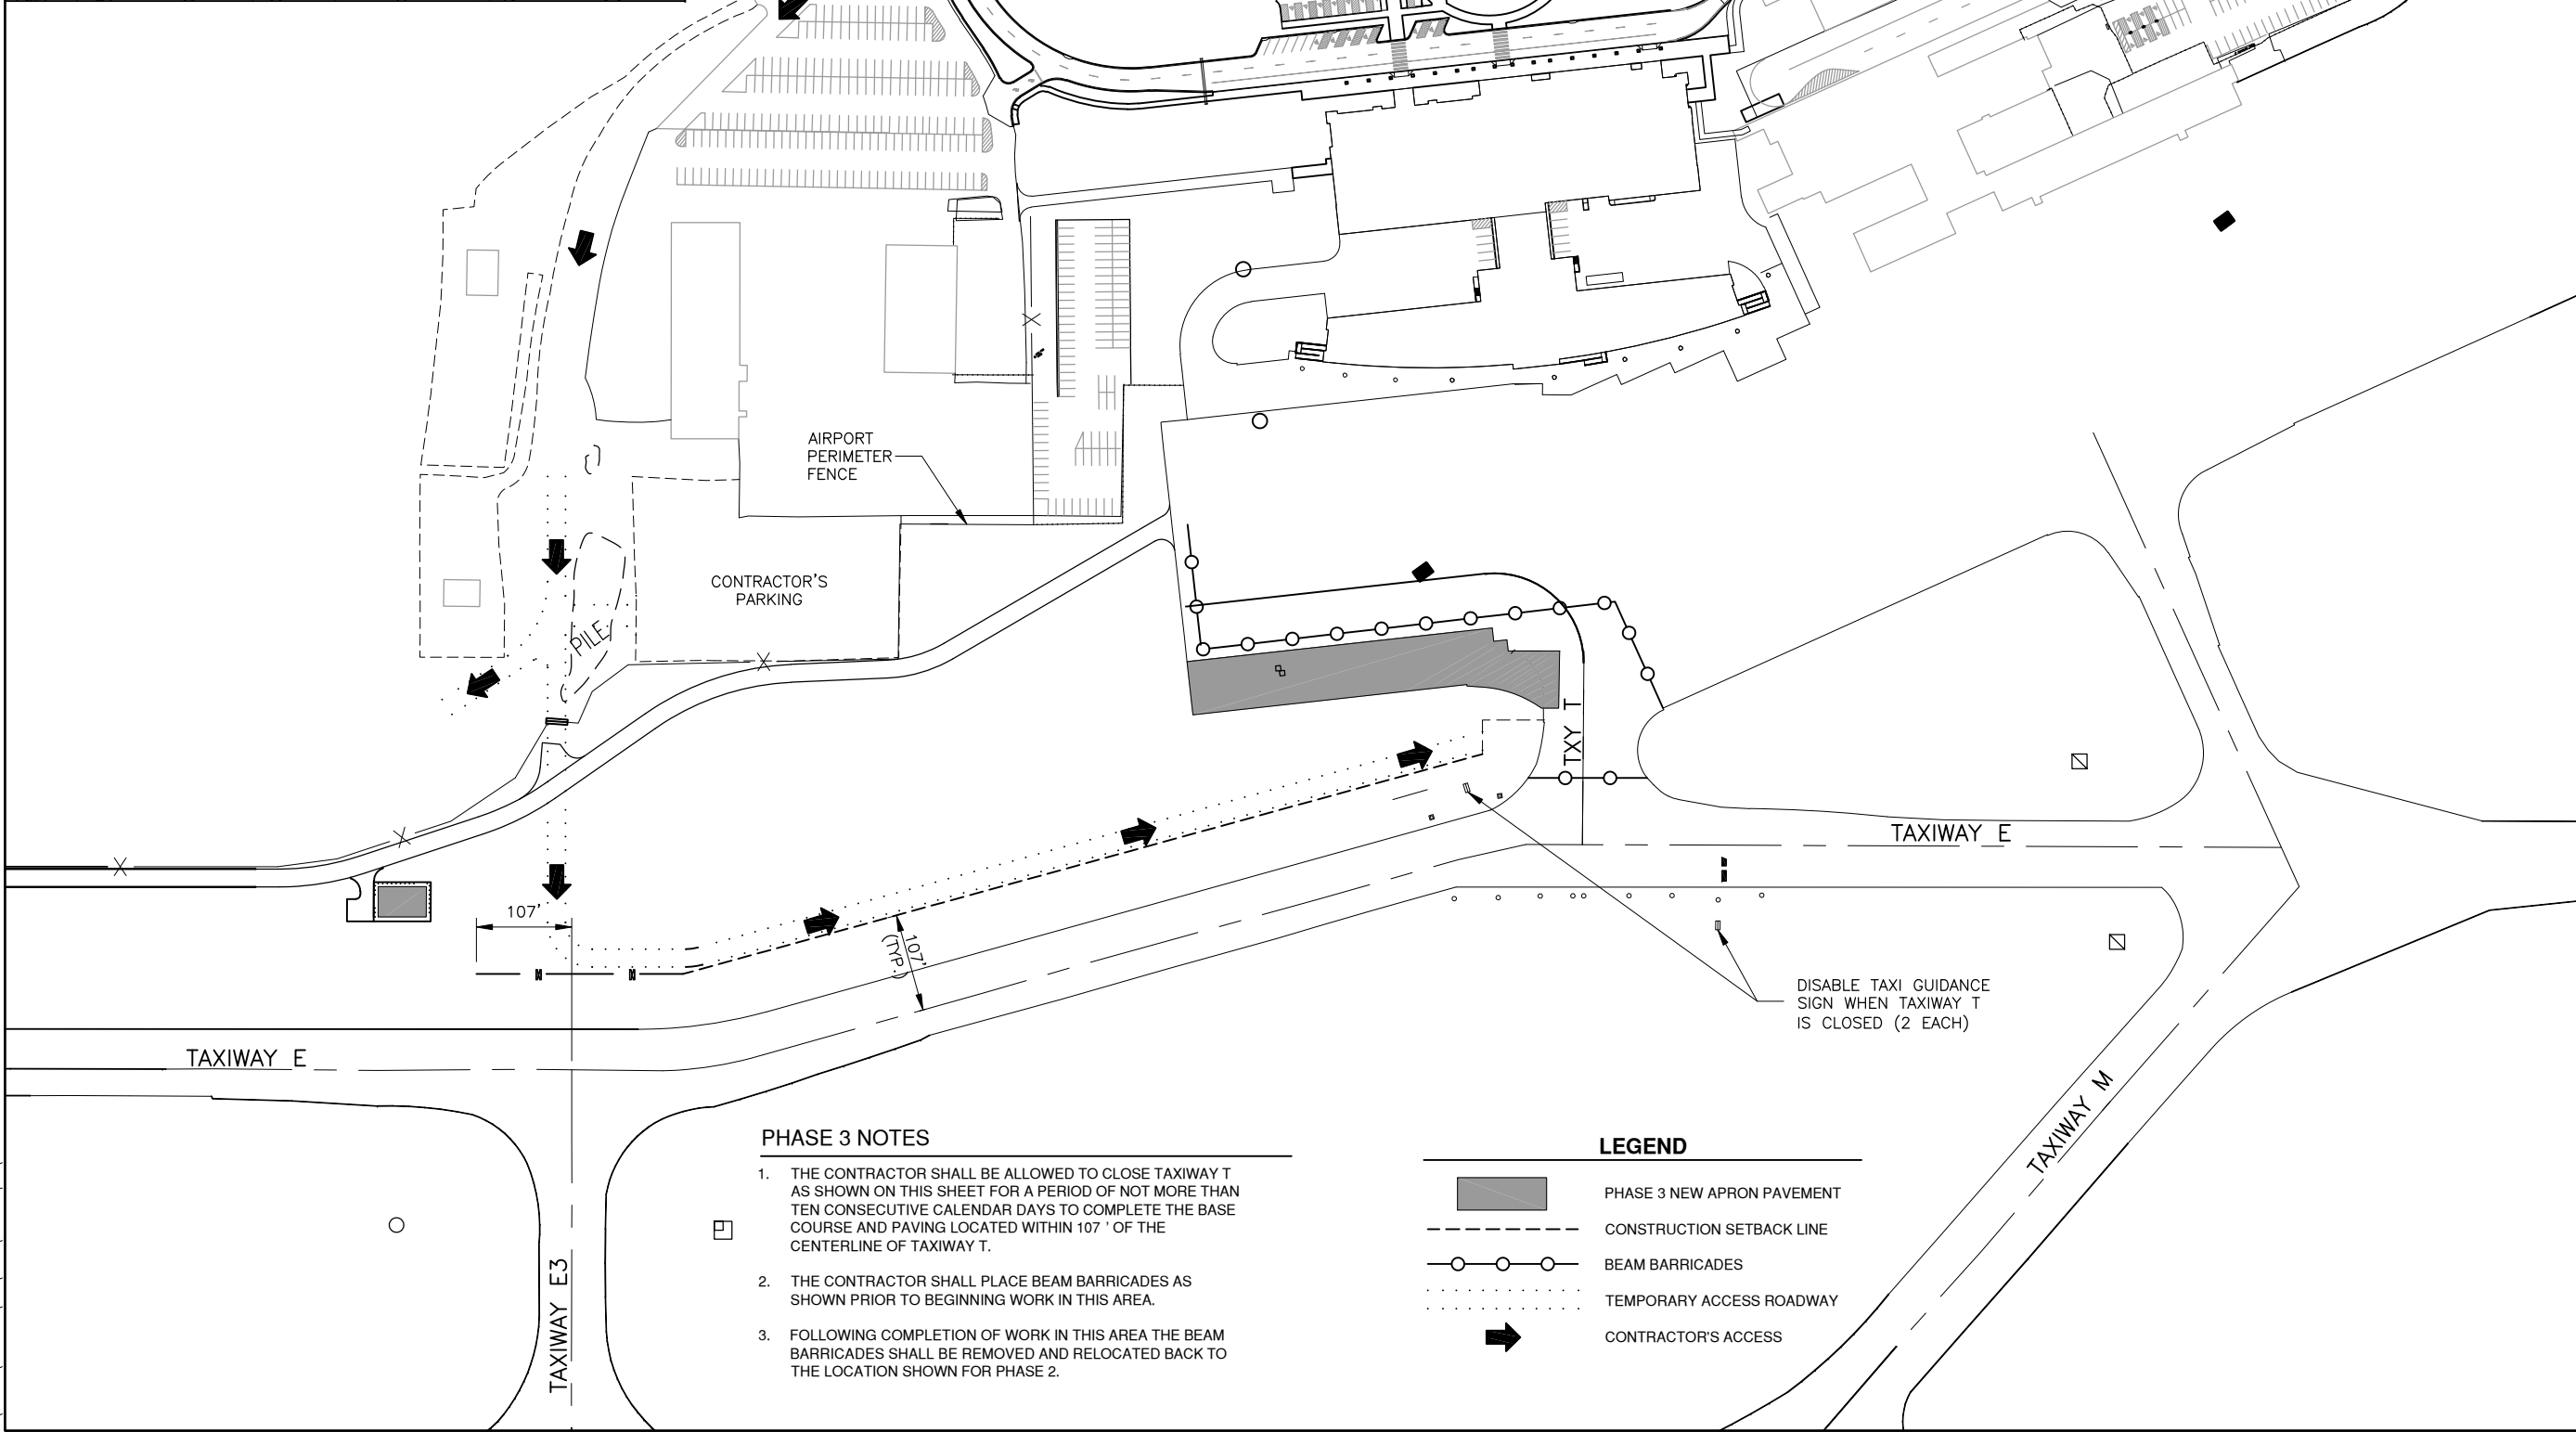 AIRPORT
PERIMETER
FENCE
CONTRACTOR'S
PARKING
PILE
TXY T
TAXIWAY E
107'
107'
(TYP.)
DISABLE TAXI GUIDANCE
SIGN WHEN TAXIWAY T
IS CLOSED (2 EACH)
TAXIWAY E
TAXIWAY M
TAXIWAY E3
PHASE 3 NOTES
1. THE CONTRACTOR SHALL BE ALLOWED TO CLOSE TAXIWAY T
AS SHOWN ON THIS SHEET FOR A PERIOD OF NOT MORE THAN
TEN CONSECUTIVE CALENDAR DAYS TO COMPLETE THE BASE
COURSE AND PAVING LOCATED WITHIN 107 ' OF THE
CENTERLINE OF TAXIWAY T.
2. THE CONTRACTOR SHALL PLACE BEAM BARRICADES AS
SHOWN PRIOR TO BEGINNING WORK IN THIS AREA.
3. FOLLOWING COMPLETION OF WORK IN THIS AREA THE BEAM
BARRICADES SHALL BE REMOVED AND RELOCATED BACK TO
THE LOCATION SHOWN FOR PHASE 2.
LEGEND
PHASE 3 NEW APRON PAVEMENT
CONSTRUCTION SETBACK LINE
BEAM BARRICADES
TEMPORARY ACCESS ROADWAY
CONTRACTOR'S ACCESS